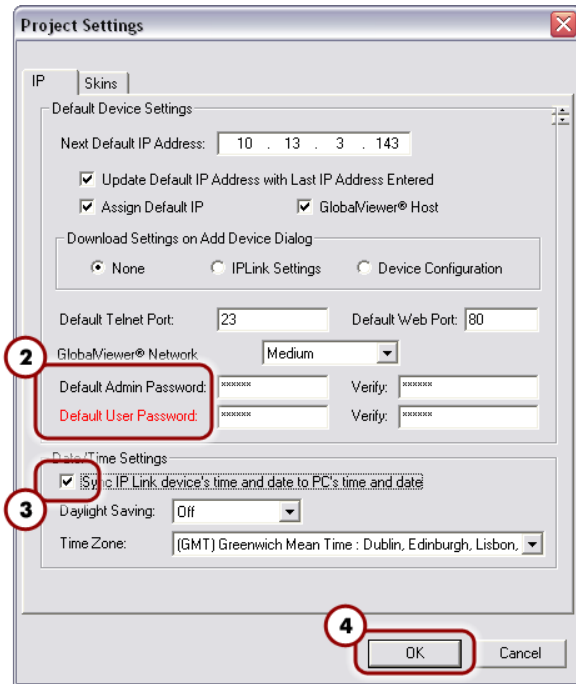 Project Settings
IP Skins
Default Device Settings
Next Default IP Address: 10 . 13 . 3 . 143
Update Default IP Address with Last IP Address Entered
Assign Default IP GlobalViewer® Host
Download Settings on Add Device Dialog
None IPLink Settings Device Configuration
Default Telnet Port: 23 Default Web Port: 80
2
GlobalViewer® Network Medium
Default Admin Password: xxxxxx Verify: xxxxxx
Default User Password: xxxxxx Verify: xxxxxx
Date/Time Settings
Sync IP Link device's time and date to PC's time and date
3
Daylight Saving: Off
Time Zone: (GMT) Greenwich Mean Time : Dublin, Edinburgh, Lisbon,
4
OK Cancel